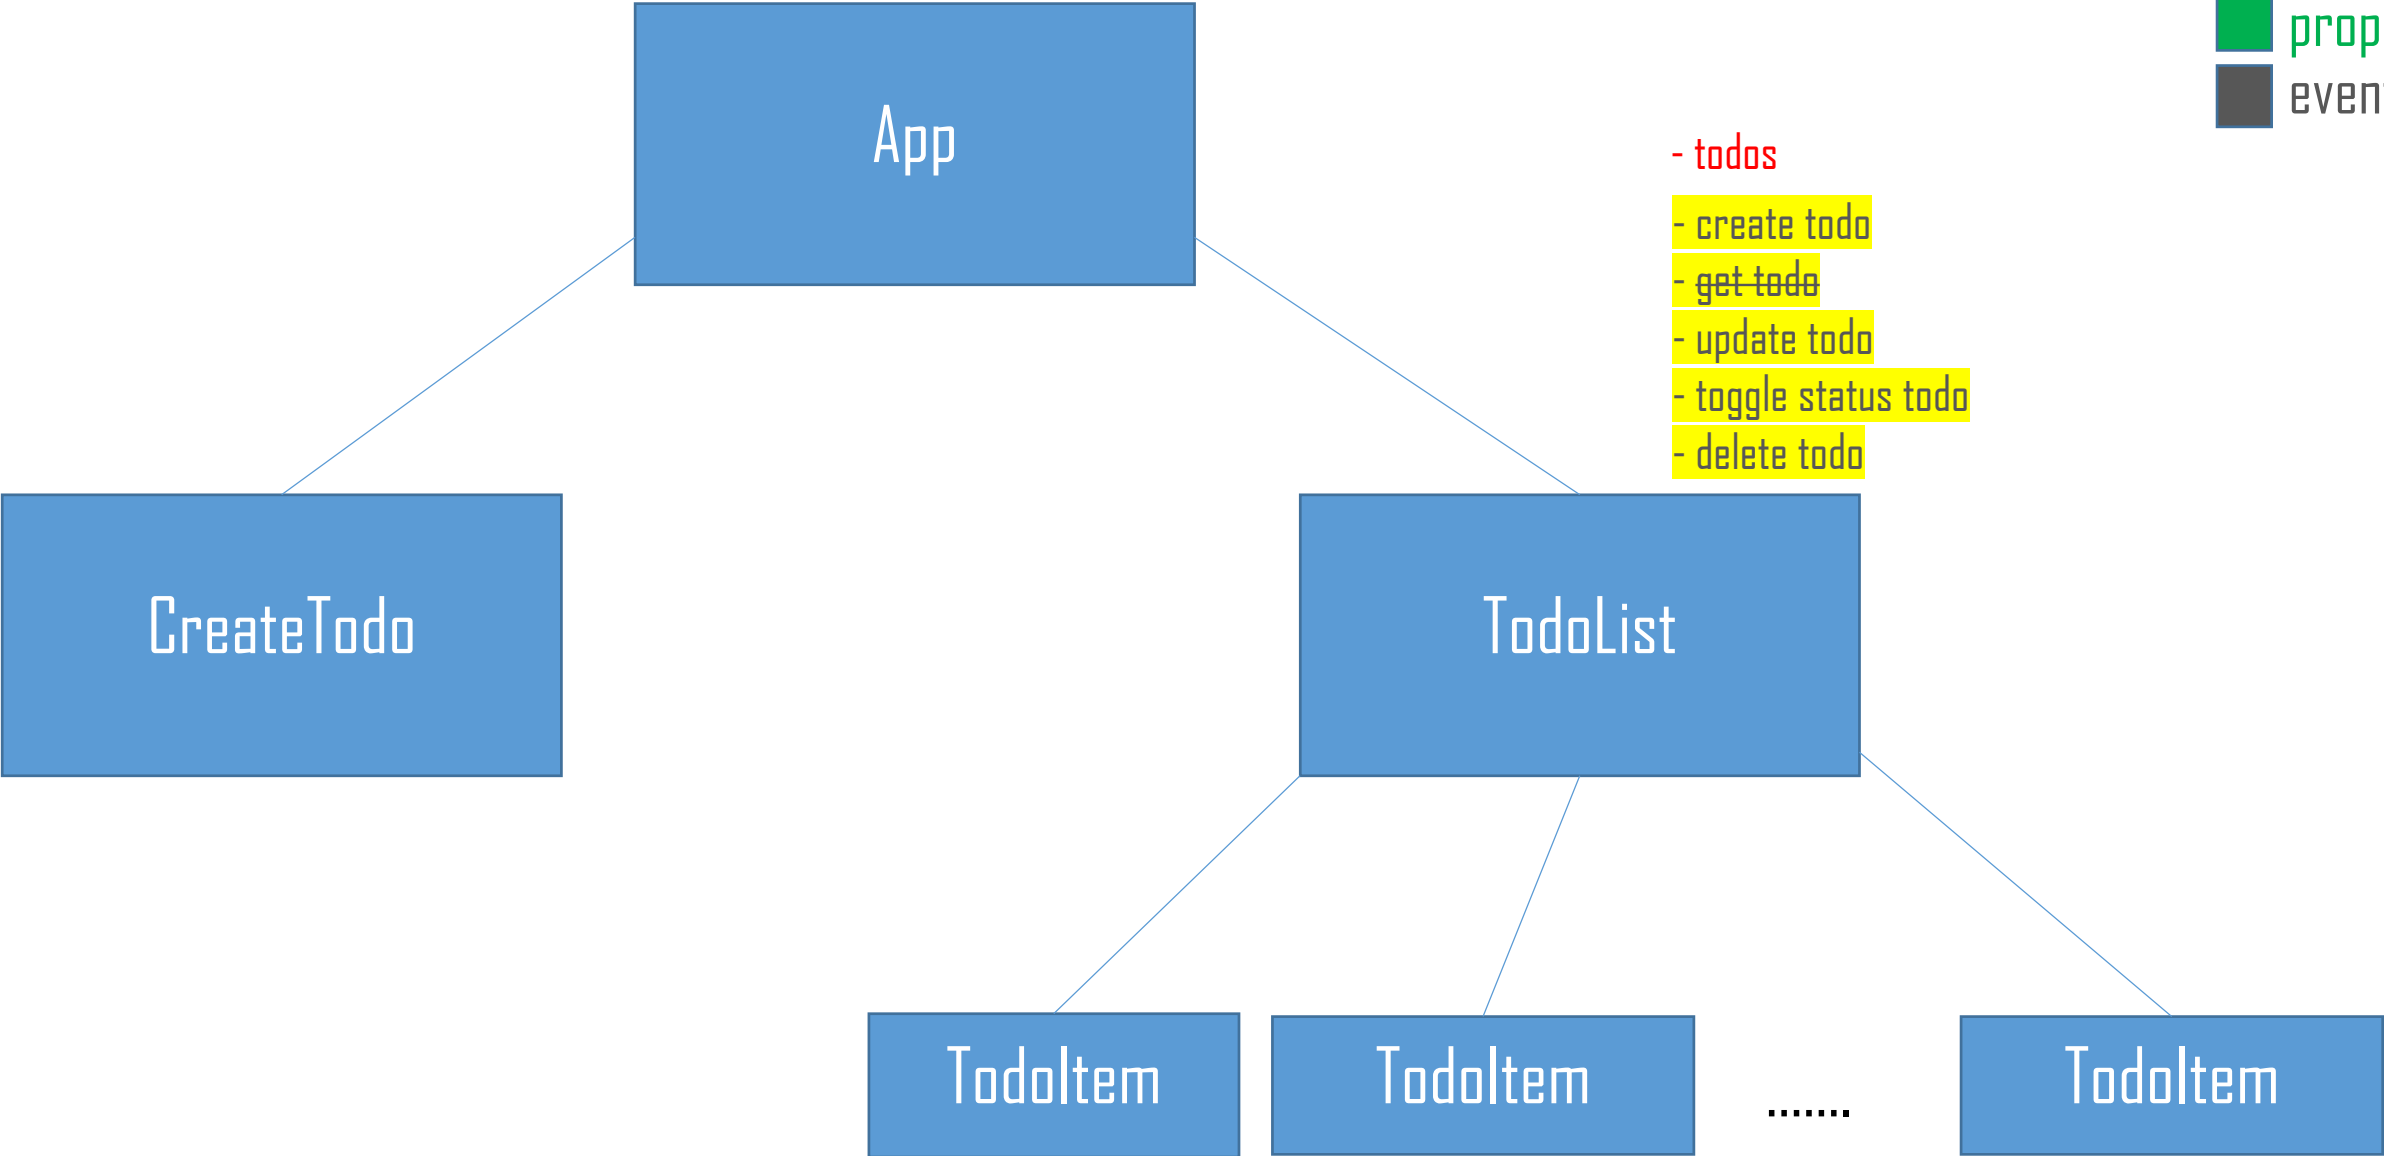 prop
App
- todos
- create todo
- get todo
- update todo
- toggle status todo
- delete todo
CreateTodo
TodoList
TodoItem
TodoItem
.......
TodoItem